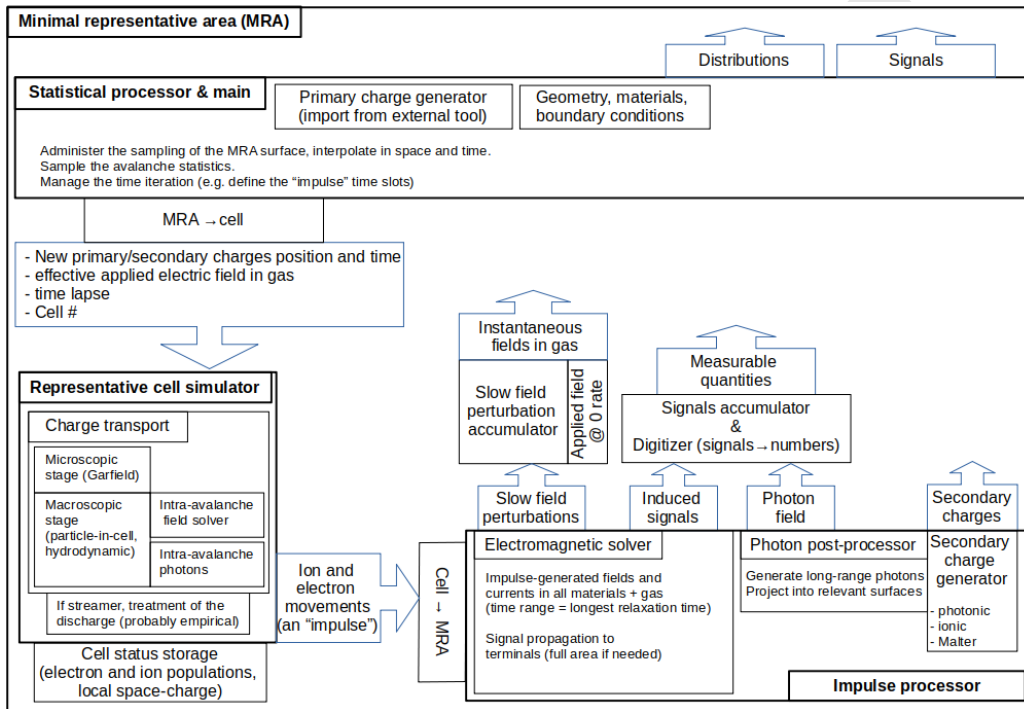 Minimal representative area (MRA)
Distributions
Signals
Statistical processor & main
Primary charge generator
(import from external tool)
Geometry, materials,
boundary conditions
Administer the sampling of the MRA surface, interpolate in space and time.
Sample the avalanche statistics.
Manage the time iteration (e.g. define the “impulse” time slots)
MRA →cell
- New primary/secondary charges position and time
- effective applied electric field in gas
- time lapse
- Cell #
Representative cell simulator
Charge transport
Microscopic
stage (Garfield)
Macroscopic
stage
(particle-in-cell,
hydrodynamic)
Intra-avalanche
field solver
Intra-avalanche
photons
If streamer, treatment of the
discharge (probably empirical)
Cell status storage
(electron and ion populations,
local space-charge)
Ion and
electron
movements
(an “impulse”)
Cell → MRA
Instantaneous
fields in gas
Slow field
perturbation
accumulator
Applied field
@ 0 rate
Measurable
quantities
Signals accumulator
&
Digitizer (signals→numbers)
Slow field
perturbations
Induced
signals
Photon
field
Secondary
charges
Electromagnetic solver
Impulse-generated fields and
currents in all materials + gas
(time range = longest relaxation time)
Signal propagation to
terminals (full area if needed)
Photon post-processor
Generate long-range photons
Project into relevant surfaces
Secondary
charge
generator
- photonic
- ionic
- Malter
Impulse processor